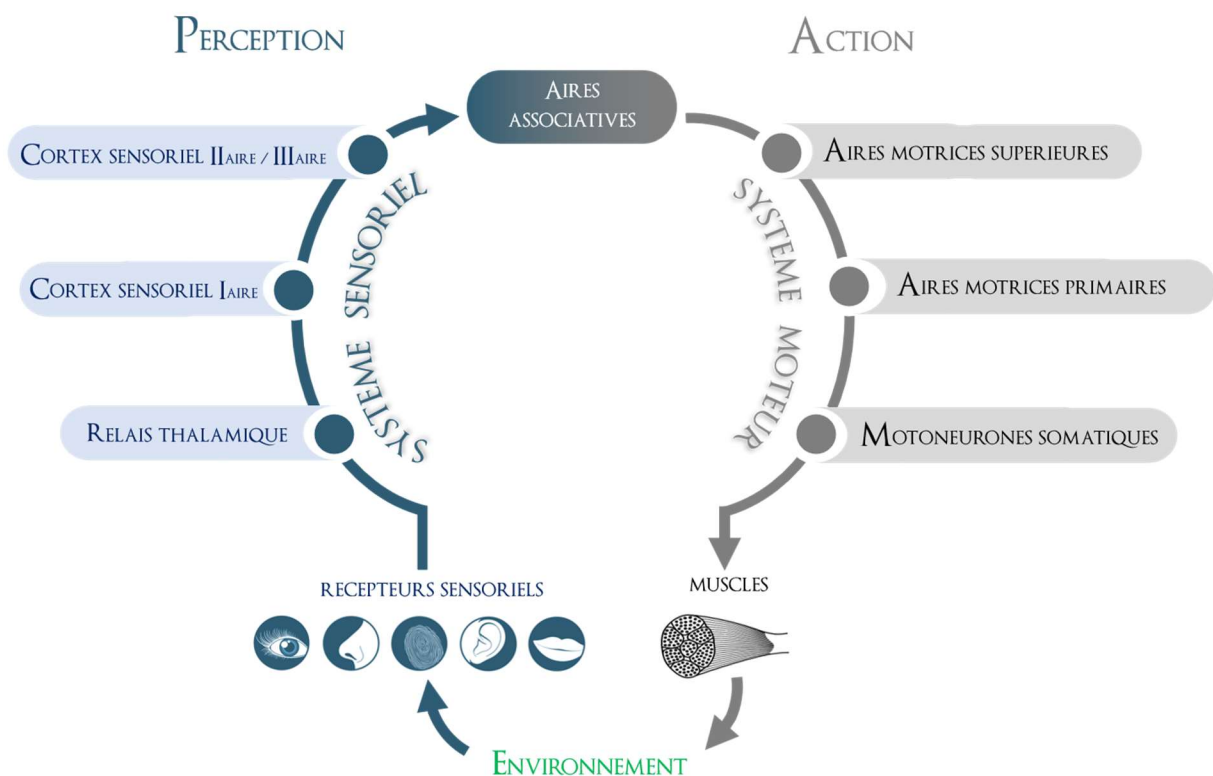 PERCEPTION
ACTION
AIRES
ASSOCIATIVES
CORTEX SENSORIEL IIAIRE / IIIAIRE
AIRES MOTRICES SUPERIEURES
SYSTEME SENSORIEL
SYSTEME MOTEUR
CORTEX SENSORIEL IAIRE
AIRES MOTRICES PRIMAIRES
RELAIS THALAMIQUE
MOTONEURONES SOMATIQUES
RECEPTEURS SENSORIELS
MUSCLES
ENVIRONNEMENT